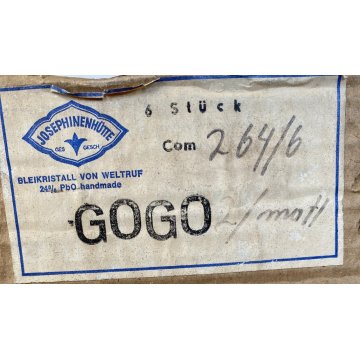 JOSEPHINENHÜTTE
GES GESCH
BLEIKRISTALL VON WELTRUF
24% PbO handmade
6 Stück
Com 264/6
GOGO